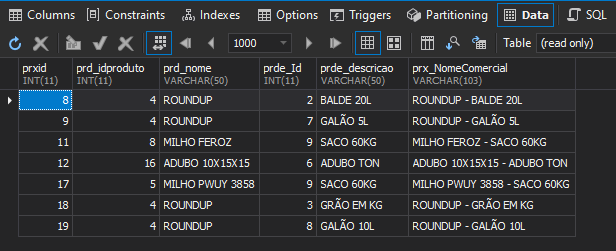 Columns Constraints Indexes Options Triggers Partitioning Data SQL
1000 Table (read only)
prxid prd_idproduto prd_nome prde_Id prde_descricao prx_NomeComercial
INT(11) INT(11) VARCHAR(50) INT(11) VARCHAR(50) VARCHAR(103)
8 4 ROUNDUP 2 BALDE 20L ROUNDUP - BALDE 20L
9 4 ROUNDUP 7 GALÃO 5L ROUNDUP - GALÃO 5L
11 8 MILHO FEROZ 9 SACO 60KG MILHO FEROZ - SACO 60KG
12 16 ADUBO 10X15X15 6 ADUBO TON ADUBO 10X15X15 - ADUBO TON
17 5 MILHO PWUY 3858 9 SACO 60KG MILHO PWUY 3858 - SACO 60KG
18 4 ROUNDUP 3 GRÃO EM KG ROUNDUP - GRÃO EM KG
19 4 ROUNDUP 8 GALÃO 10L ROUNDUP - GALÃO 10L